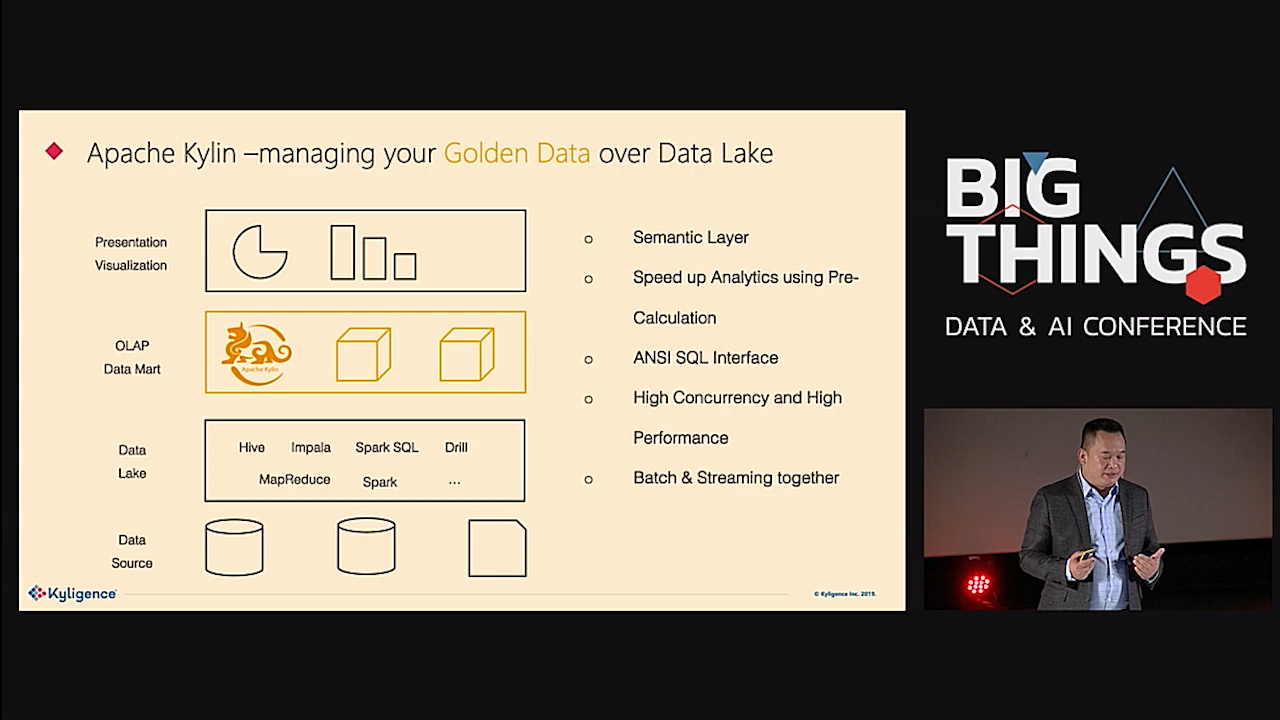 Apache Kylin –managing your Golden Data over Data Lake
Presentation
Visualization
OLAP
Data Mart
Apache Kylin
Data
Lake
Hive Impala Spark SQL Drill
MapReduce Spark ...
Data
Source
Semantic Layer
Speed up Analytics using Pre-
Calculation
ANSI SQL Interface
High Concurrency and High
Performance
Batch & Streaming together
Kyligence
© Kyligence Inc. 2019.
BIG
THINGS
DATA & AI CONFERENCE